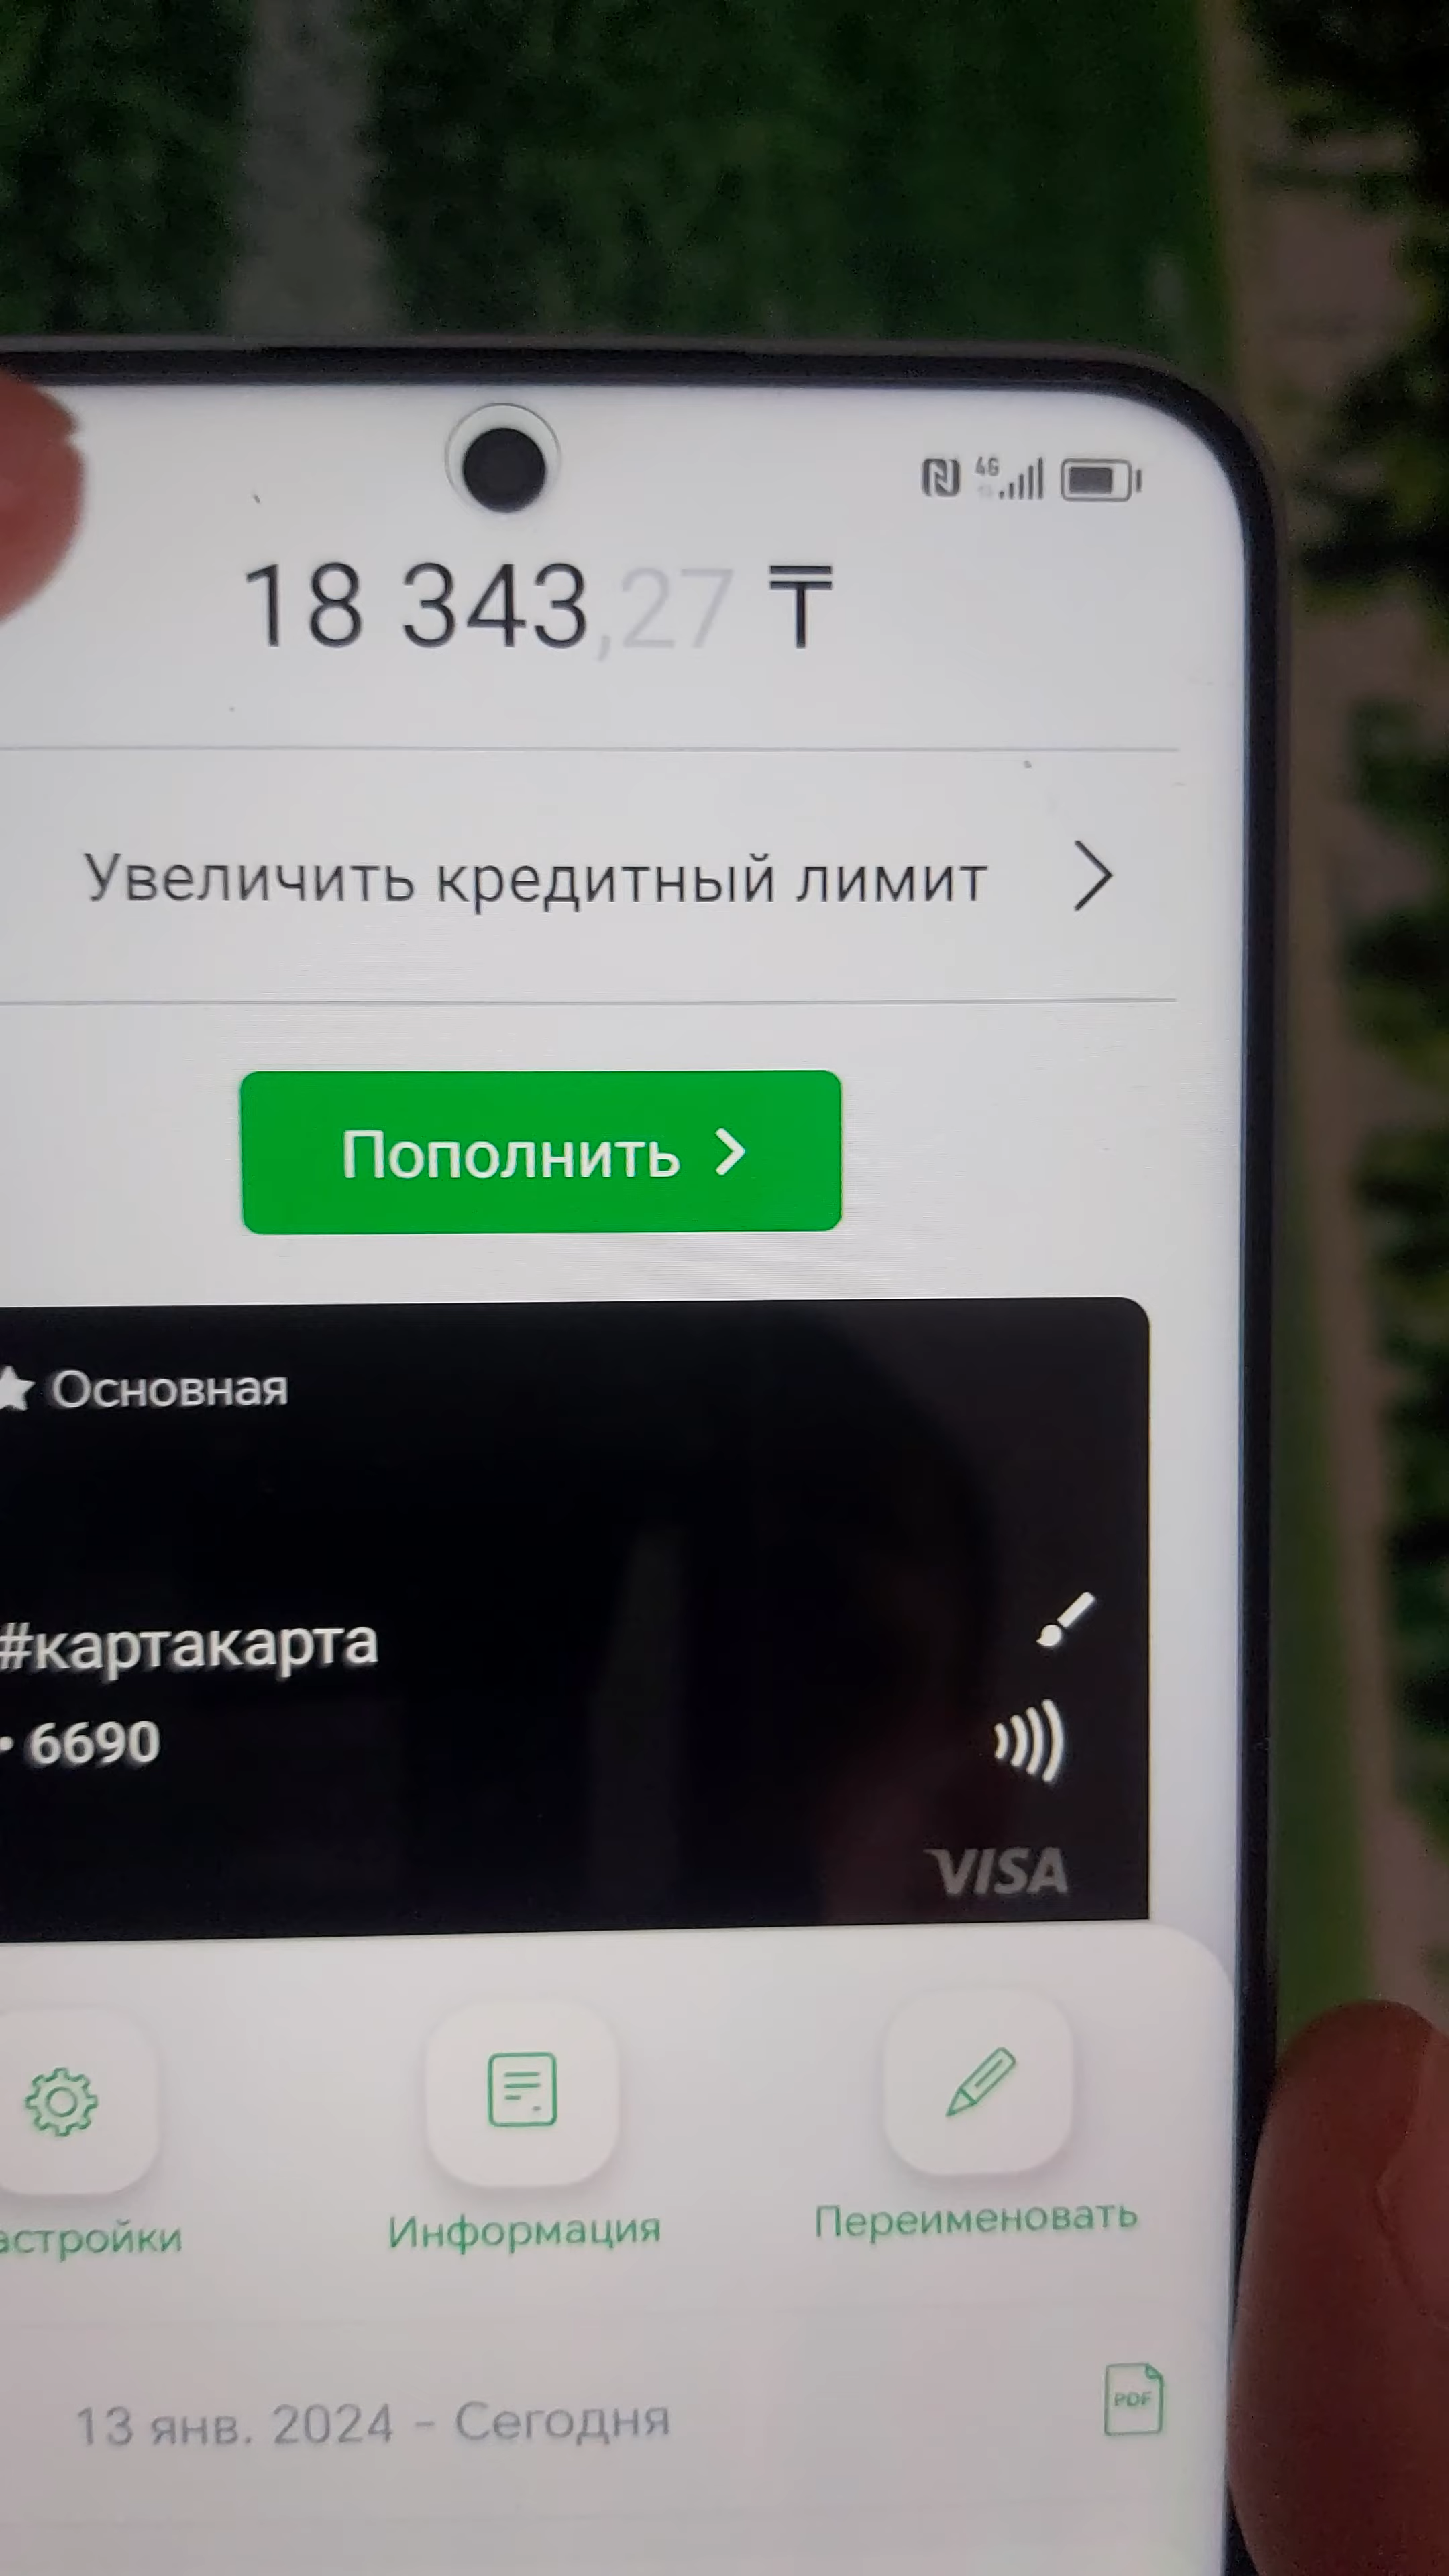 4G
18 343,27 ₸
Увеличить кредитный лимит
Пополнить
Основная
#картакарта
• 6690
VISA
астройки
Информация
Переименовать
13 янв. 2024 - Сегодня
PDF